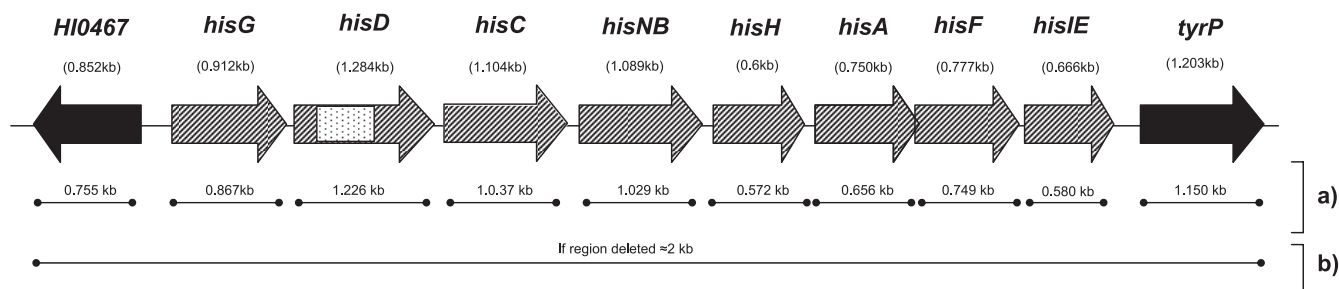 HI0467 hisG hisD hisC hisNB hisH hisA hisF hisIE tyrP
(0.852kb) (0.912kb) (1.284kb) (1.104kb) (1.089kb) (0.6kb) (0.750kb) (0.777kb) (0.666kb) (1.203kb)
0.755 kb 0.867kb 1.226 kb 1.0.37 kb 1.029 kb 0.572 kb 0.656 kb 0.749 kb 0.580 kb 1.150 kb
a)
If region deleted ≈2 kb
b)